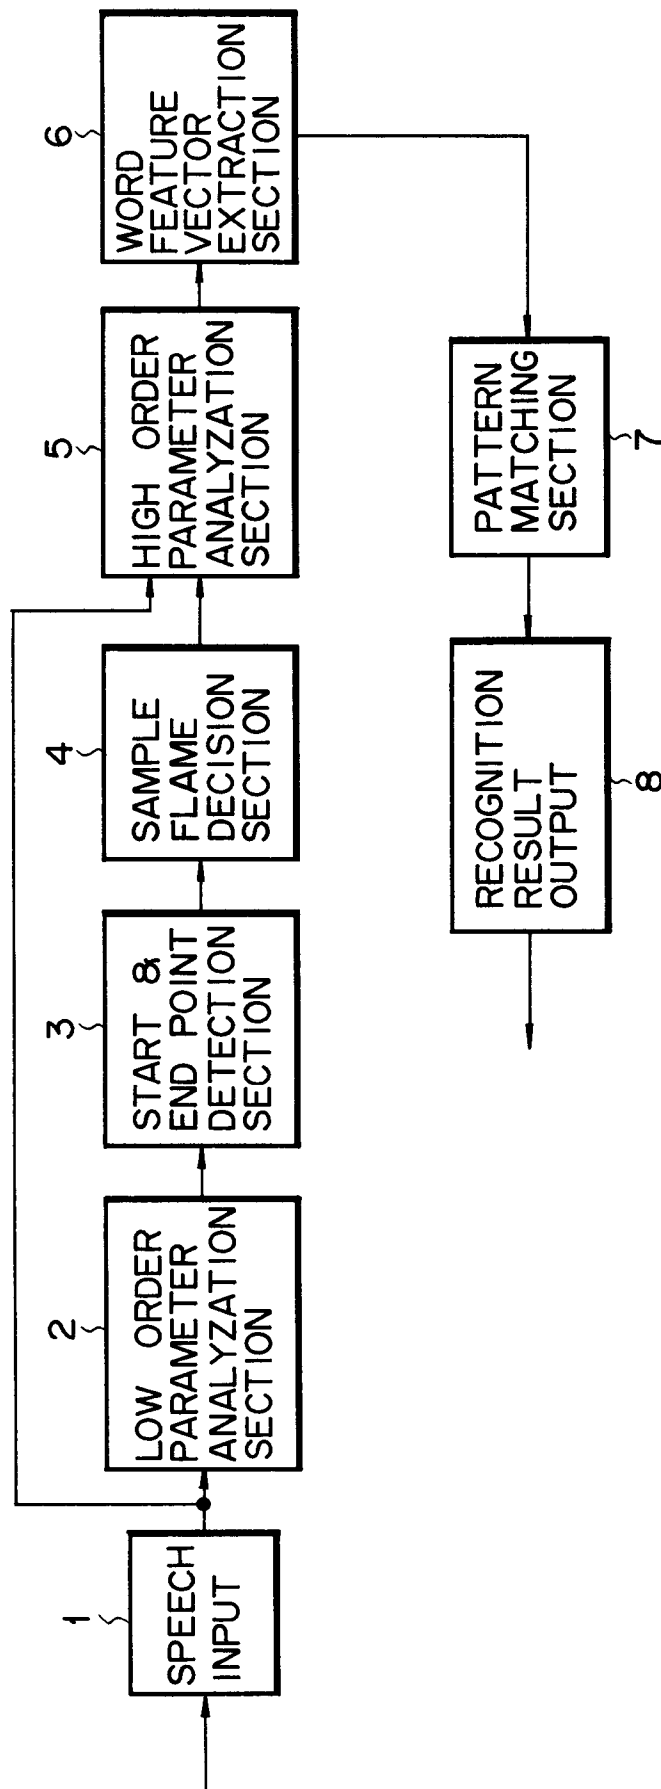 1
SPEECH
INPUT
2
LOW ORDER
PARAMETER
ANALYZATION
SECTION
3
START &
END POINT
DETECTION
SECTION
4
SAMPLE
FLAME
DECISION
SECTION
5
HIGH ORDER
PARAMETER
ANALYZATION
SECTION
6
WORD
FEATURE
VECTOR
EXTRACTION
SECTION
PATTERN
MATCHING
SECTION
7
RECOGNITION
RESULT
OUTPUT
8